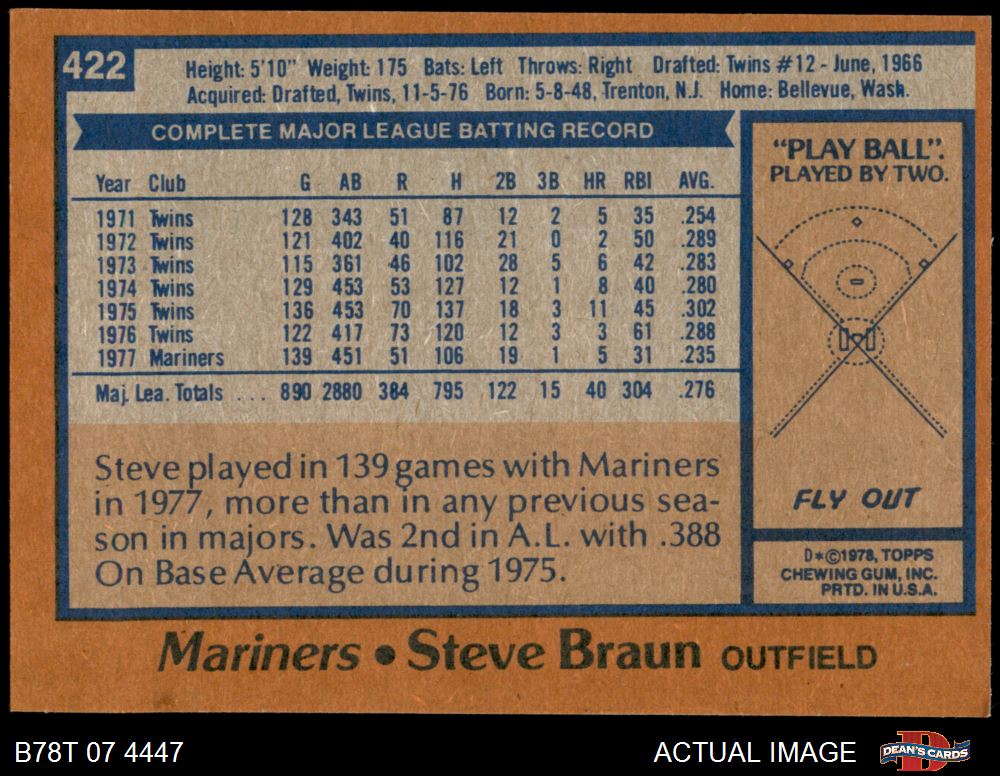 422
Height: 5'10" Weight: 175 Bats: Left Throws: Right Drafted: Twins #12 - June, 1966
Acquired: Drafted, Twins, 11-5-76 Born: 5-8-48, Trenton, N.J. Home: Bellevue, Wash.
COMPLETE MAJOR LEAGUE BATTING RECORD
Year Club G AB R H 2B 3B HR RBI AVG.
1971 Twins 128 343 51 87 12 2 5 35 .254
1972 Twins 121 402 40 116 21 0 2 50 .289
1973 Twins 115 361 46 102 28 5 6 42 .283
1974 Twins 129 453 53 127 12 1 8 40 .280
1975 Twins 136 453 70 137 18 3 11 45 .302
1976 Twins 122 417 73 120 12 3 3 61 .288
1977 Mariners 139 451 51 106 19 1 5 31 .235
Maj. Lea. Totals ... 890 2880 384 795 122 15 40 304 .276
Steve played in 139 games with Mariners
in 1977, more than in any previous sea-
son in majors. Was 2nd in A.L. with .388
On Base Average during 1975.
"PLAY BALL".
PLAYED BY TWO.
FLY OUT
D*©1978, TOPPS
CHEWING GUM, INC.
PRTD. IN U.S.A.
Mariners • Steve Braun OUTFIELD
B78T 07 4447
ACTUAL IMAGE
DEAN'S CARDS